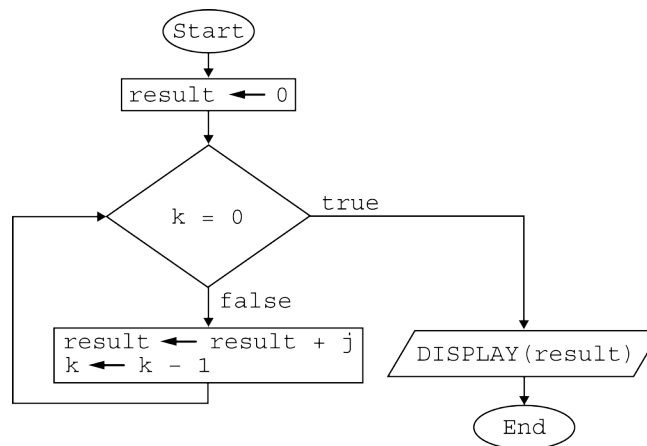 Start
result ← 0
k = 0
true
false
result ← result + j
k ← k - 1
DISPLAY(result)
End